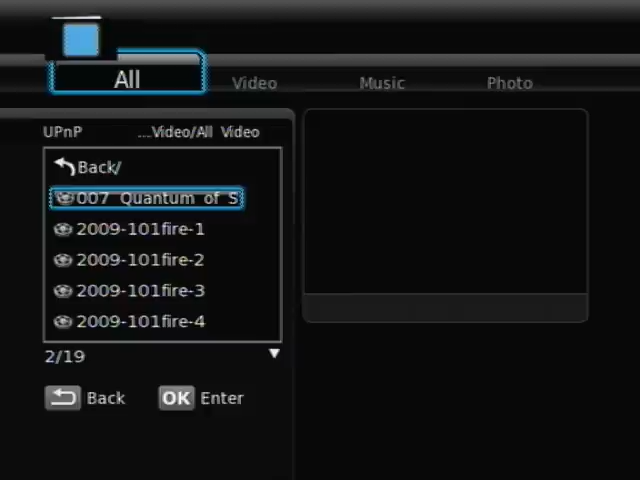 All
Video Music Photo
UPnP ...Video/All Video
Back/
007 Quantum of S
2009-101fire-1
2009-101fire-2
2009-101fire-3
2009-101fire-4
2/19
Back OK Enter